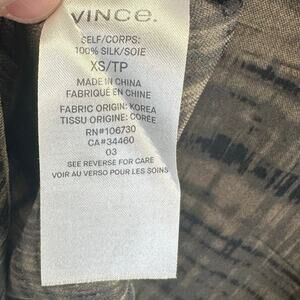 VINCE.
SELF/CORPS:
100% SILK/SOIE
XS/TP
MADE IN CHINA
FABRIQUÉ EN CHINE
FABRIC ORIGIN: KOREA
TISSU ORIGINE: CORÉE
RN#106730
CA#34460
03
SEE REVERSE FOR CARE
VOIR AU VERSO POUR LES SOINS